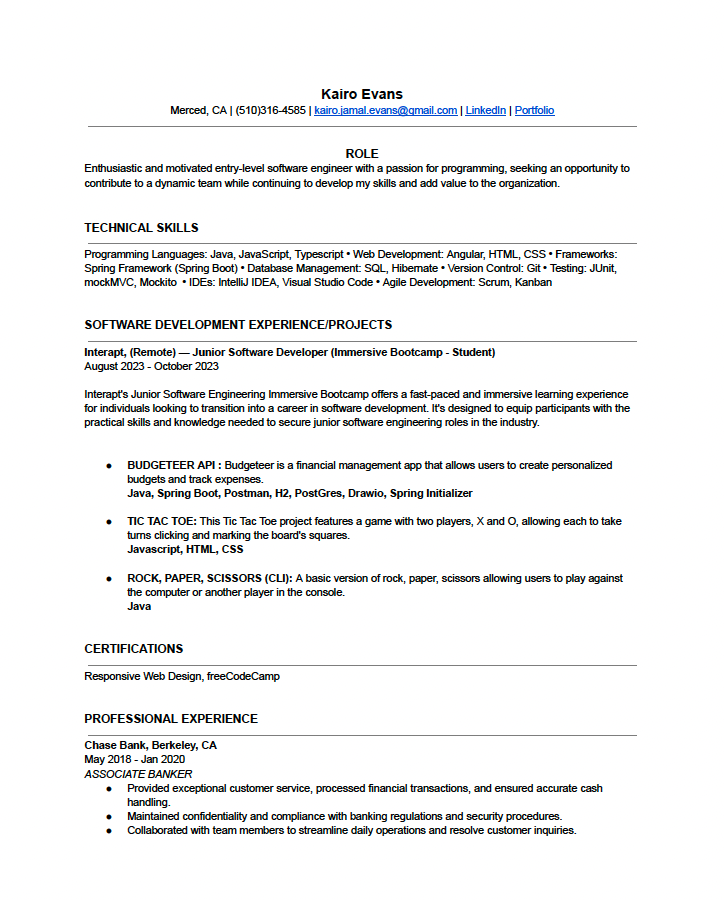 Kairo Evans
Merced, CA | (510)316-4585 | kairo.jamal.evans@gmail.com | LinkedIn | Portfolio
ROLE
Enthusiastic and motivated entry-level software engineer with a passion for programming, seeking an opportunity to
contribute to a dynamic team while continuing to develop my skills and add value to the organization.
TECHNICAL SKILLS
Programming Languages: Java, JavaScript, Typescript • Web Development: Angular, HTML, CSS • Frameworks:
Spring Framework (Spring Boot) • Database Management: SQL, Hibernate • Version Control: Git • Testing: JUnit,
mockMVC, Mockito • IDEs: IntelliJ IDEA, Visual Studio Code • Agile Development: Scrum, Kanban
SOFTWARE DEVELOPMENT EXPERIENCE/PROJECTS
Interapt, (Remote) — Junior Software Developer (Immersive Bootcamp - Student)
August 2023 - October 2023
Interapt's Junior Software Engineering Immersive Bootcamp offers a fast-paced and immersive learning experience
for individuals looking to transition into a career in software development. It's designed to equip participants with the
practical skills and knowledge needed to secure junior software engineering roles in the industry.
● BUDGETEER API : Budgeteer is a financial management app that allows users to create personalized
budgets and track expenses.
Java, Spring Boot, Postman, H2, PostGres, Drawio, Spring Initializer
● TIC TAC TOE: This Tic Tac Toe project features a game with two players, X and O, allowing each to take
turns clicking and marking the board's squares.
Javascript, HTML, CSS
● ROCK, PAPER, SCISSORS (CLI): A basic version of rock, paper, scissors allowing users to play against
the computer or another player in the console.
Java
CERTIFICATIONS
Responsive Web Design, freeCodeCamp
PROFESSIONAL EXPERIENCE
Chase Bank, Berkeley, CA
May 2018 - Jan 2020
ASSOCIATE BANKER
● Provided exceptional customer service, processed financial transactions, and ensured accurate cash
handling.
● Maintained confidentiality and compliance with banking regulations and security procedures.
● Collaborated with team members to streamline daily operations and resolve customer inquiries.